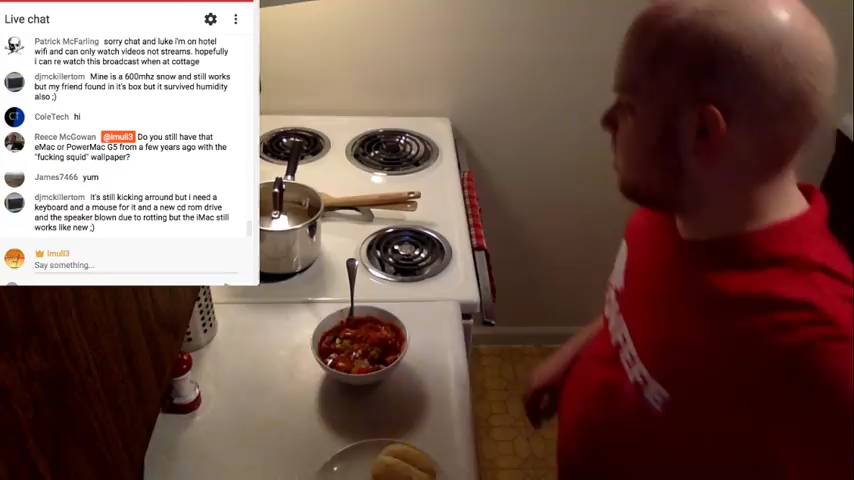 Live chat
Patrick McFarling sorry chat and luke i'm on hotel
wifi and can only watch videos not streams. hopefully
i can re watch this broadcast when at cottage
djmckillertom Mine is a 600mhz snow and still works
but my friend found in it's box but it survived humidity
also ;)
ColeTech hi
Reece McGowan @lmull3 Do you still have that
eMac or PowerMac G5 from a few years ago with the
"fucking squid" wallpaper?
James7466 yum
djmckillertom It's still kicking arround but i need a
keyboard and a mouse for it and a new cd rom drive
and the speaker blown due to rotting but the iMac still
works like new ;)
lmull3
Say something...